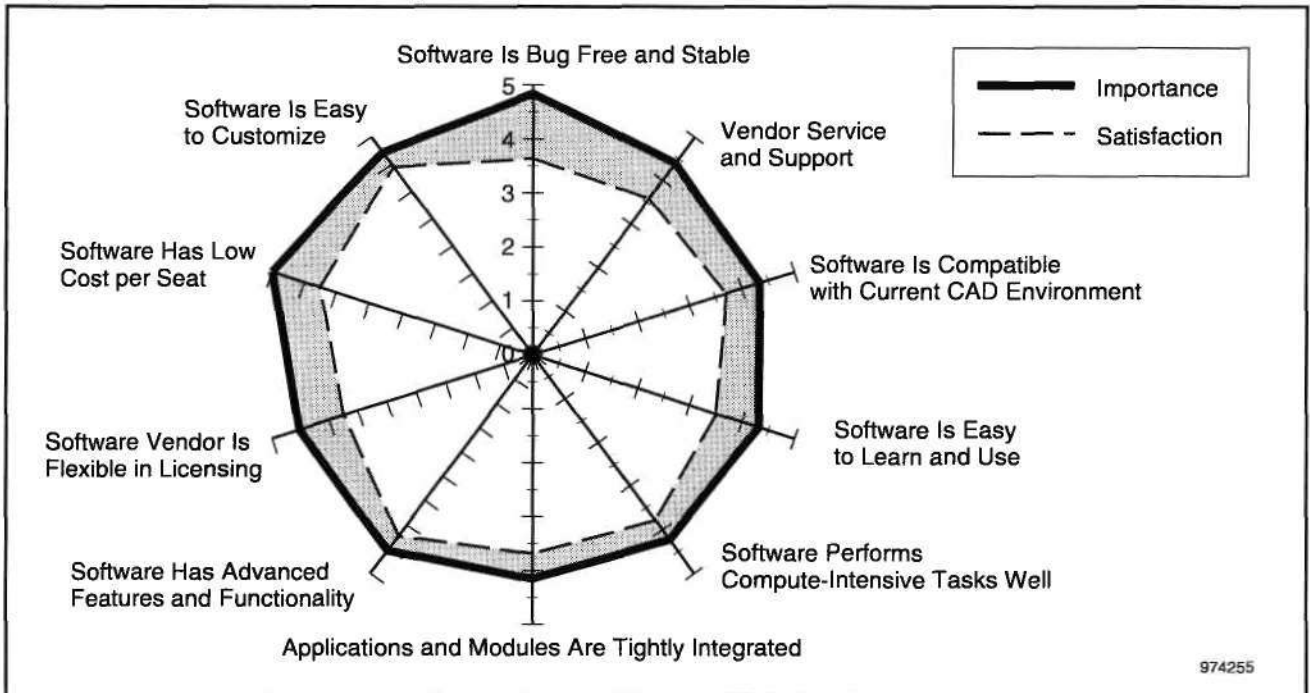 Software Is Bug Free and Stable
Importance
Satisfaction
Software Is Easy
to Customize
Vendor Service
and Support
5
4
3
2
1
0
Software Has Low
Cost per Seat
Software Is Compatible
with Current CAD Environment
Software Vendor Is
Flexible in Licensing
Software Is Easy
to Learn and Use
Software Has Advanced
Features and Functionality
Software Performs
Compute-Intensive Tasks Well
Applications and Modules Are Tightly Integrated
974255